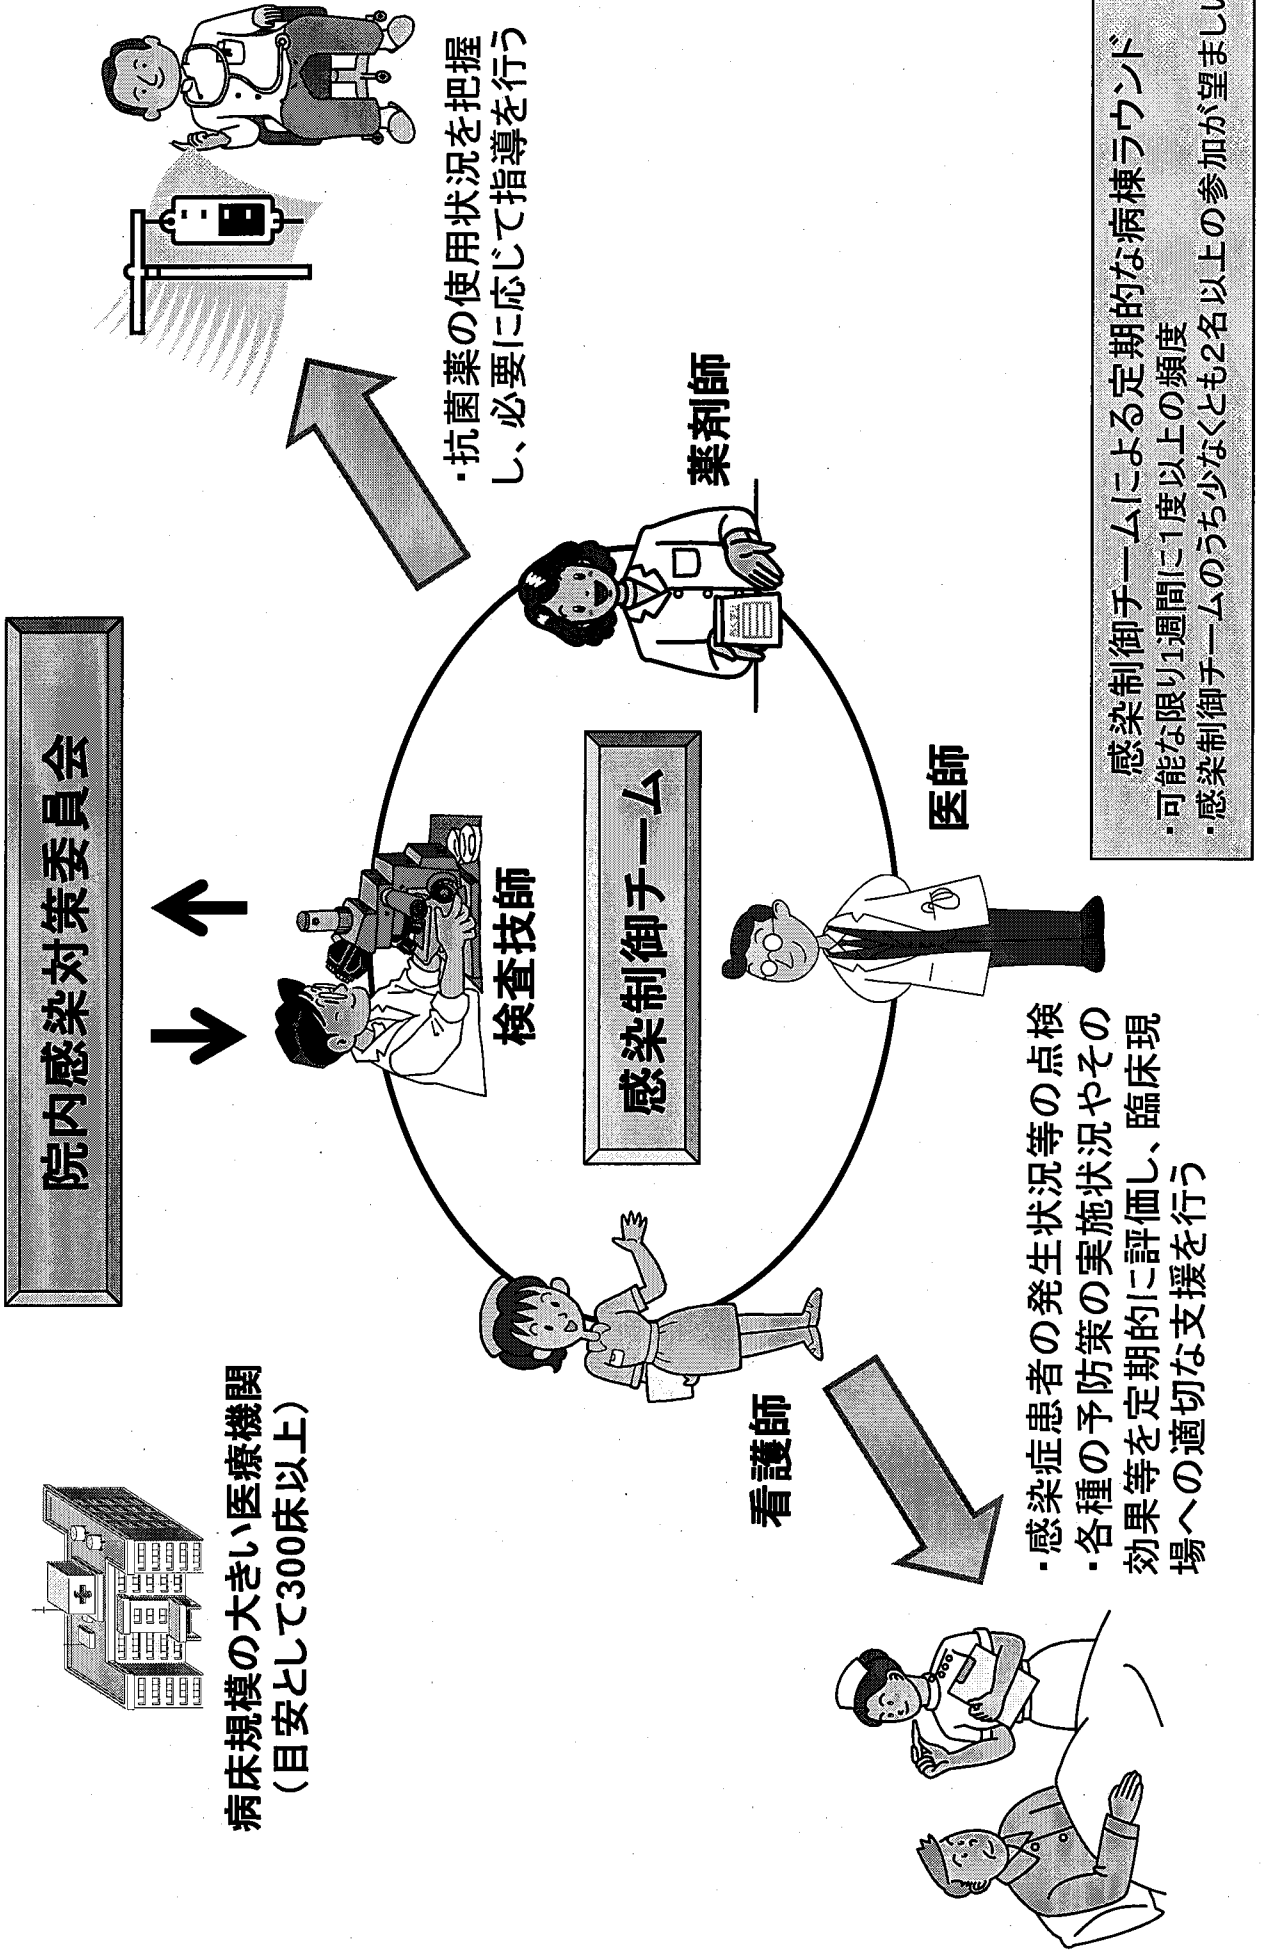 院内感染対策委員会
病床規模の大きい医療機関
（目安として300床以上）
検査技師
感染制御チーム
薬剤師
看護師
医師
・抗菌薬の使用状況を把握
し、必要に応じて指導を行う
・感染症患者の発生状況等の点検
・各種の予防策の実施状況やその
効果等を定期的に評価し、臨床現
場への適切な支援を行う
感染制御チームによる定期的な病棟ラウンド
・可能な限り1週間に1度以上の頻度
・感染制御チームのうち少なくとも2名以上の参加が望まし